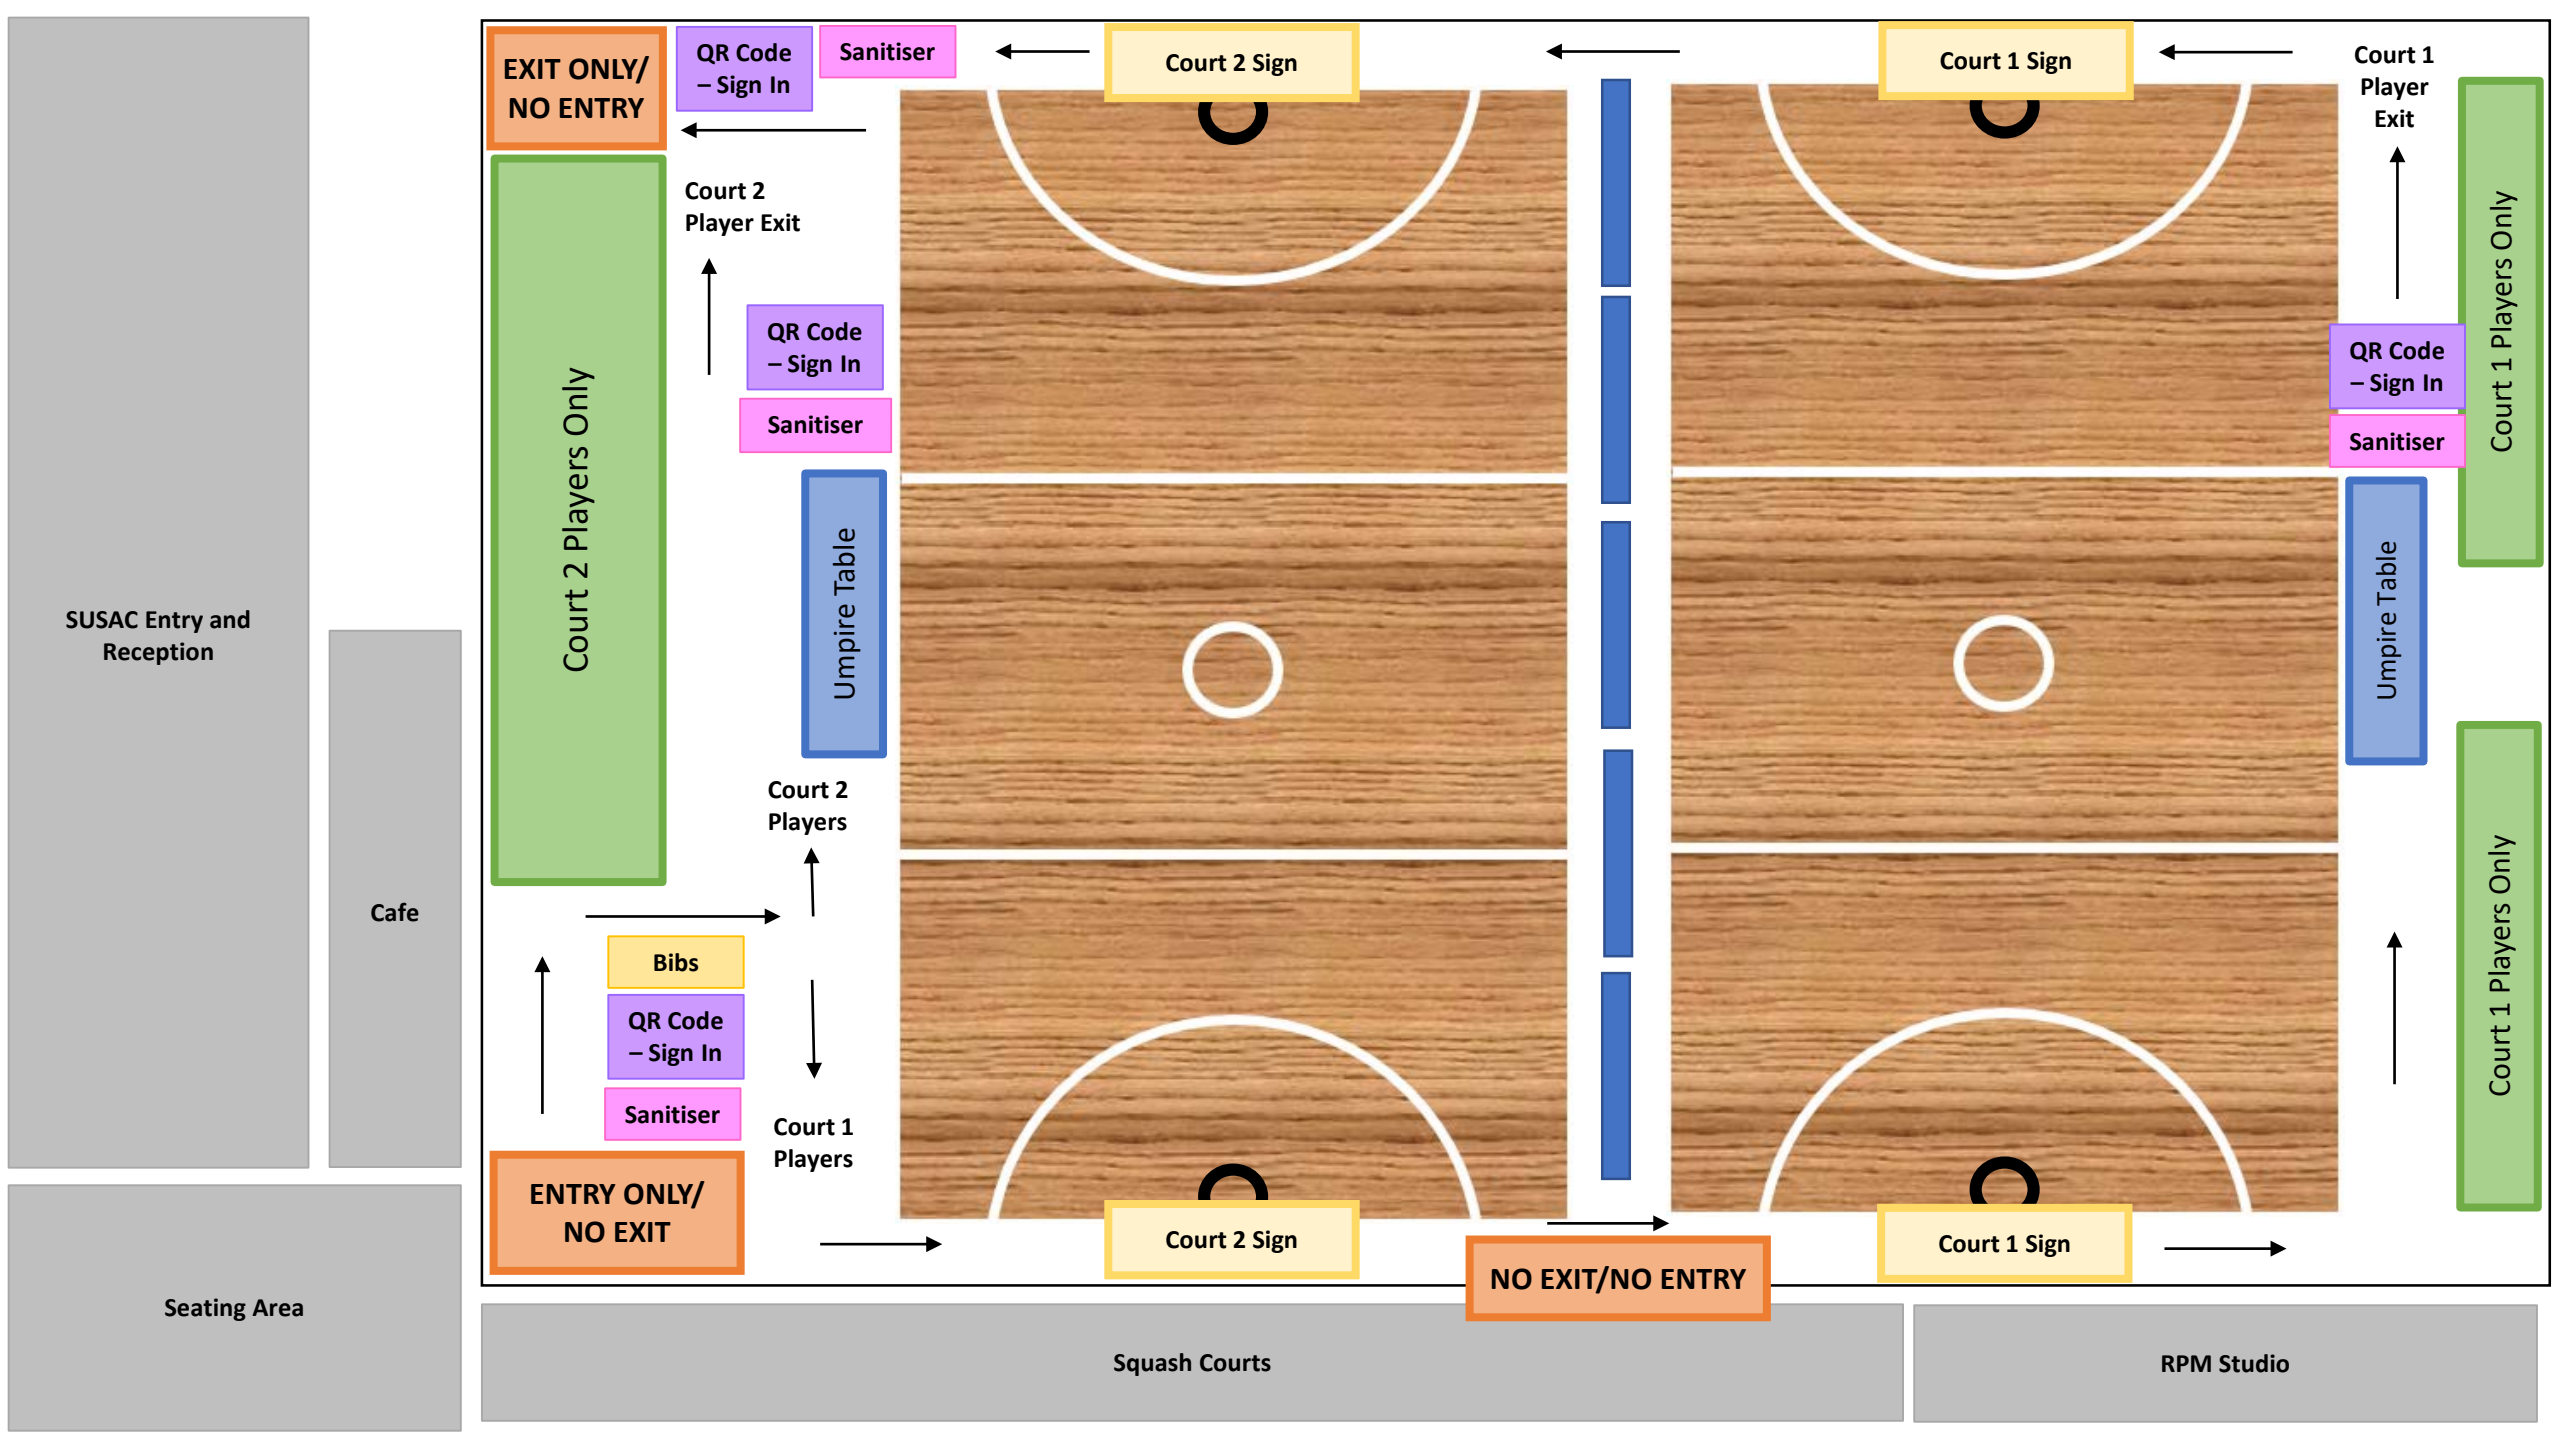 EXIT ONLY/
NO ENTRY
QR Code
– Sign In
Sanitiser
Court 2 Sign
Court 1 Sign
Court 1
Player
Exit
Court 2
Player Exit
Court 2 Players Only
QR Code
– Sign In
Sanitiser
Umpire Table
Court 1 Players Only
QR Code
– Sign In
Sanitiser
Umpire Table
Court 1 Players Only
SUSAC Entry and
Reception
Cafe
Court 2
Players
Bibs
QR Code
– Sign In
Sanitiser
Court 1
Players
ENTRY ONLY/
NO EXIT
Court 2 Sign
NO EXIT/NO ENTRY
Court 1 Sign
Seating Area
Squash Courts
RPM Studio